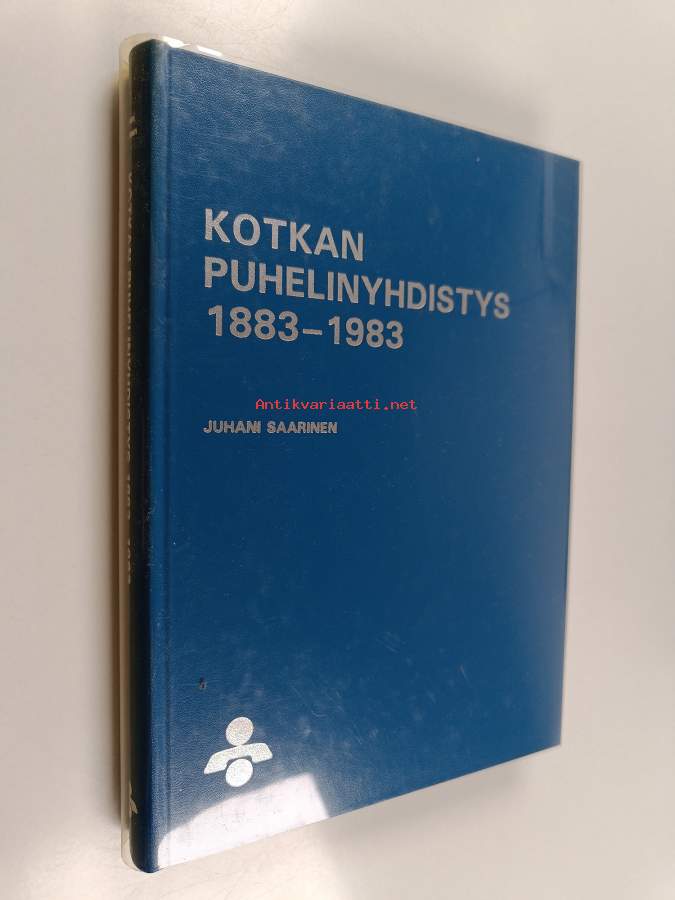 KOTKAN
PUHELINYHDISTYS
1883–1983
Antikvariaatti.net
JUHANI SAARINEN